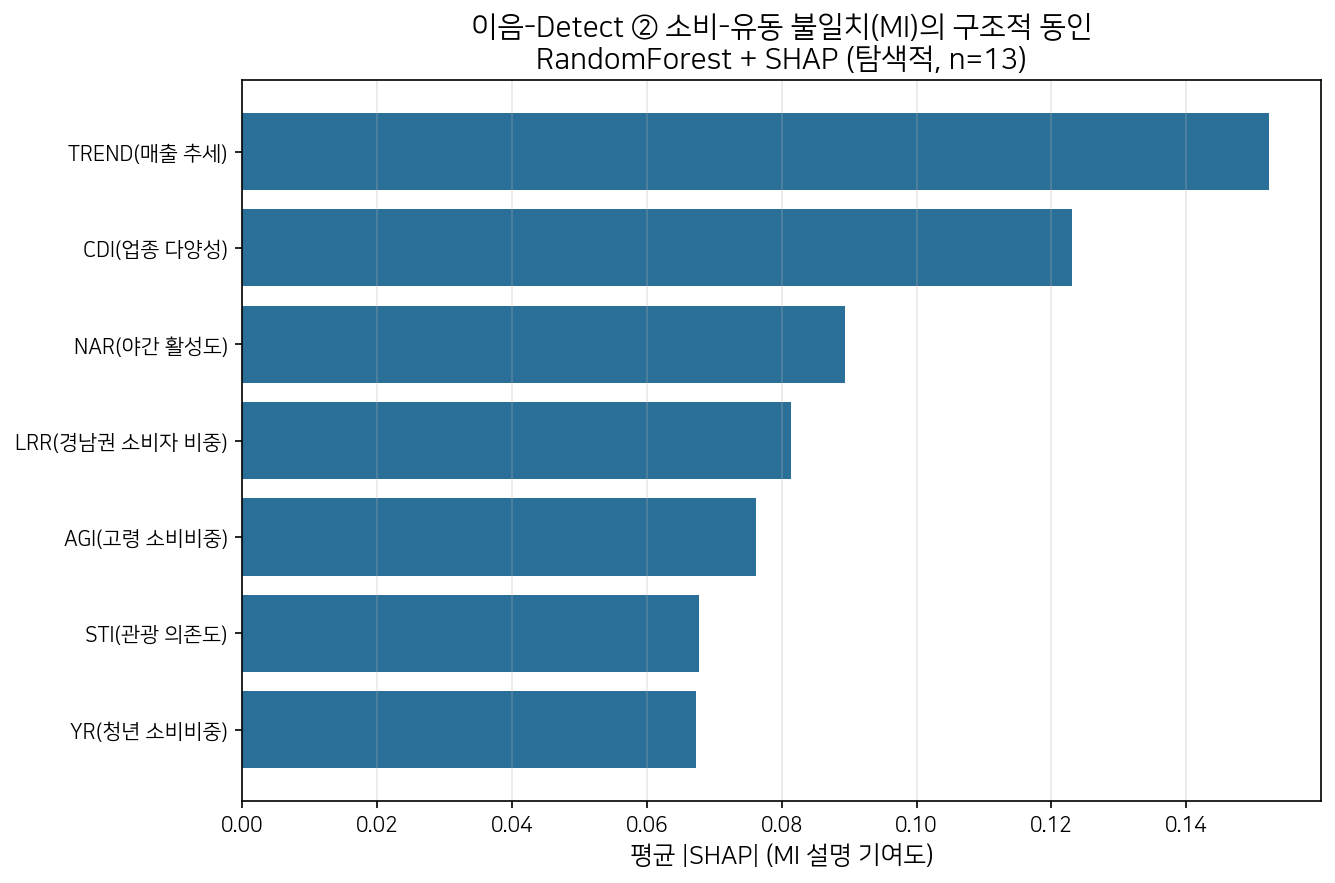 이음-Detect ② 소비-유동 불일치(MI)의 구조적 동인
RandomForest + SHAP (탐색적, n=13)
TREND(매출 추세)
CDI(업종 다양성)
NAR(야간 활성도)
LRR(경남권 소비자 비중)
AGI(고령 소비비중)
STI(관광 의존도)
YR(청년 소비비중)
0.00 0.02 0.04 0.06 0.08 0.10 0.12 0.14
평균 |SHAP| (MI 설명 기여도)